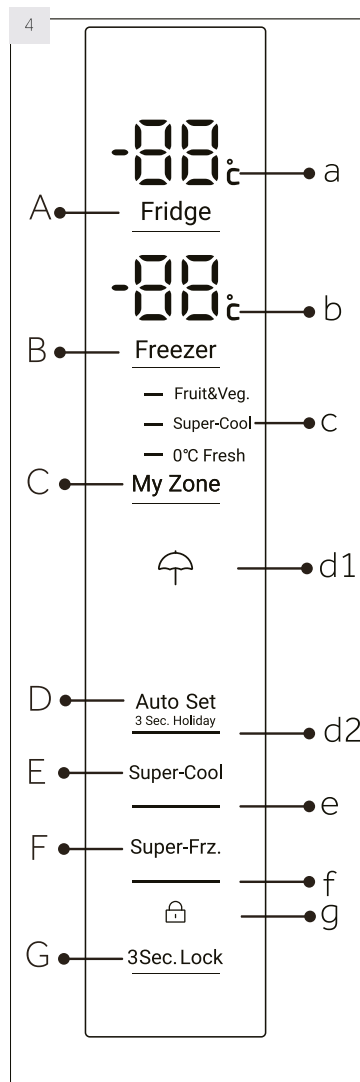 4
-88°c a
A Fridge
-88°c b
B Freezer
Fruit&Veg.
Super-Cool c
0°C Fresh
C My Zone
d1
D Auto Set
3 Sec. Holiday
d2
E Super-Cool
e
F Super-Frz.
f
g
G 3Sec.Lock